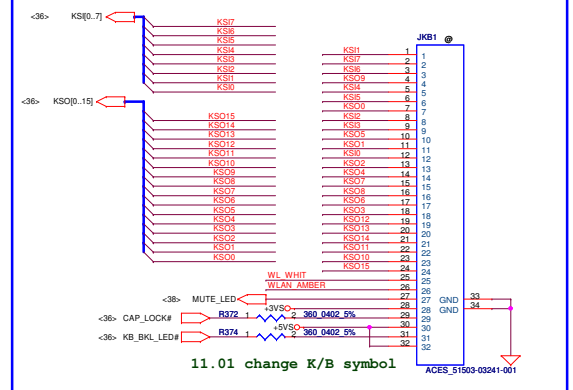 <36> KSI[0..7]
KSI7
KSI6
KSI5
KSI4
KSI3
KSI2
KSI1
KSI0
<36> KSO[0..15]
KSO15
KSO14
KSO13
KSO12
KSO11
KSO10
KSO9
KSO8
KSO7
KSO6
KSO5
KSO4
KSO3
KSO2
KSO1
KSO0
JKB1 @
KSI1 1 1
KSI7 2 2
KSI6 3 3
KSO9 4 4
KSI4 5 5
KSI5 6 6
KSO0 7 7
KSI2 8 8
KSI3 9 9
KSO5 10 10
KSO1 11 11
KSI0 12 12
KSO2 13 13
KSO4 14 14
KSO7 15 15
KSO8 16 16
KSO6 17 17
KSO3 18 18
KSO12 19 19
KSO13 20 20
KSO14 21 21
KSO11 22 22
KSO10 23 23
KSO15 24 24
WL_WHIT 25 25
WLAN_AMBER 26 26
<38> MUTE_LED 27 27 GND 33
+3VS 28 28 GND 34
<36> CAP_LOCK# R372 1 2 360_0402_5% 29 29
+5VS 30 30
<36> KB_BKL_LED# R374 1 2 360_0402_5% 31 31
32 32
11.01 change K/B symbol
ACES_51503-03241-001